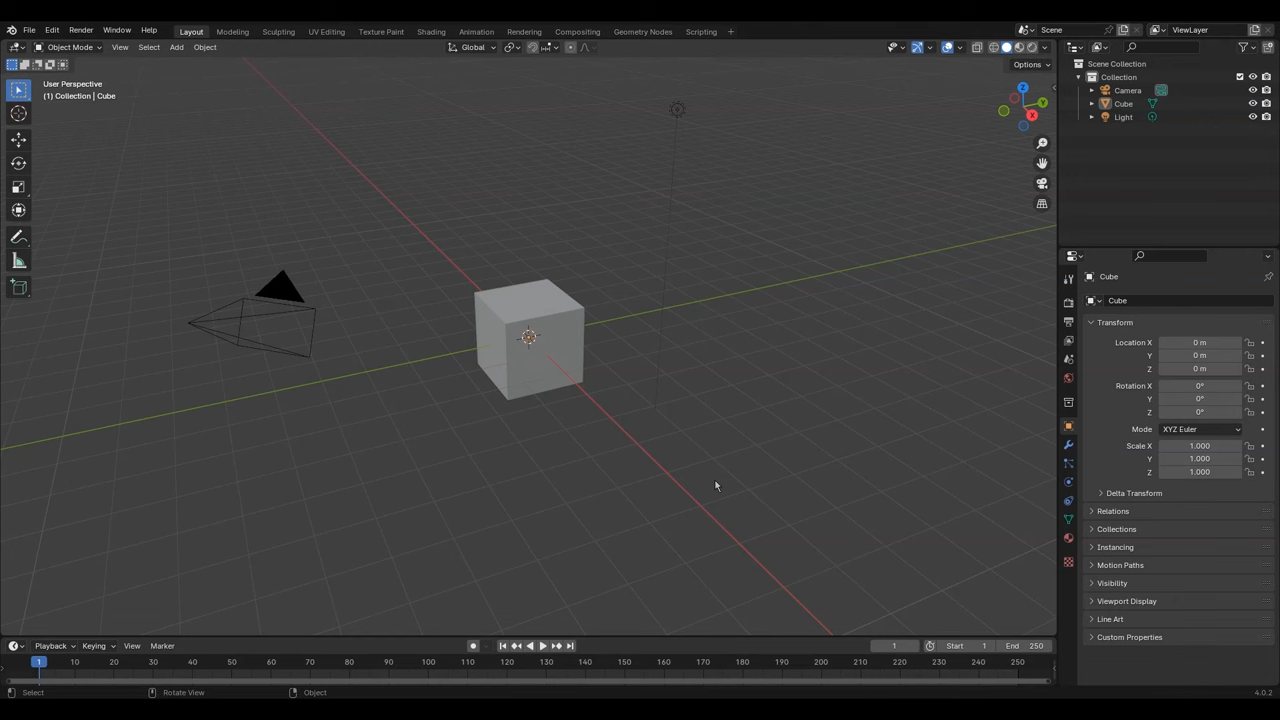 File Edit Render Window Help Layout Modeling Sculpting UV Editing Texture Paint Shading Animation Rendering Compositing Geometry Nodes Scripting + Scene ViewLayer
Object Mode View Select Add Object Global
Options
User Perspective
(1) Collection | Cube
X
Y
Z
Scene Collection
Collection
Camera
Cube
Light
Cube
Cube
Transform
Location X 0 m
Y 0 m
Z 0 m
Rotation X 0°
Y 0°
Z 0°
Mode XYZ Euler
Scale X 1.000
Y 1.000
Z 1.000
Delta Transform
Relations
Collections
Instancing
Motion Paths
Visibility
Viewport Display
Line Art
Custom Properties
Playback Keying View Marker 1 Start 1 End 250
1 10 20 30 40 50 60 70 80 90 100 110 120 130 140 150 160 170 180 190 200 210 220 230 240 250
Select Rotate View Object 4.0.2